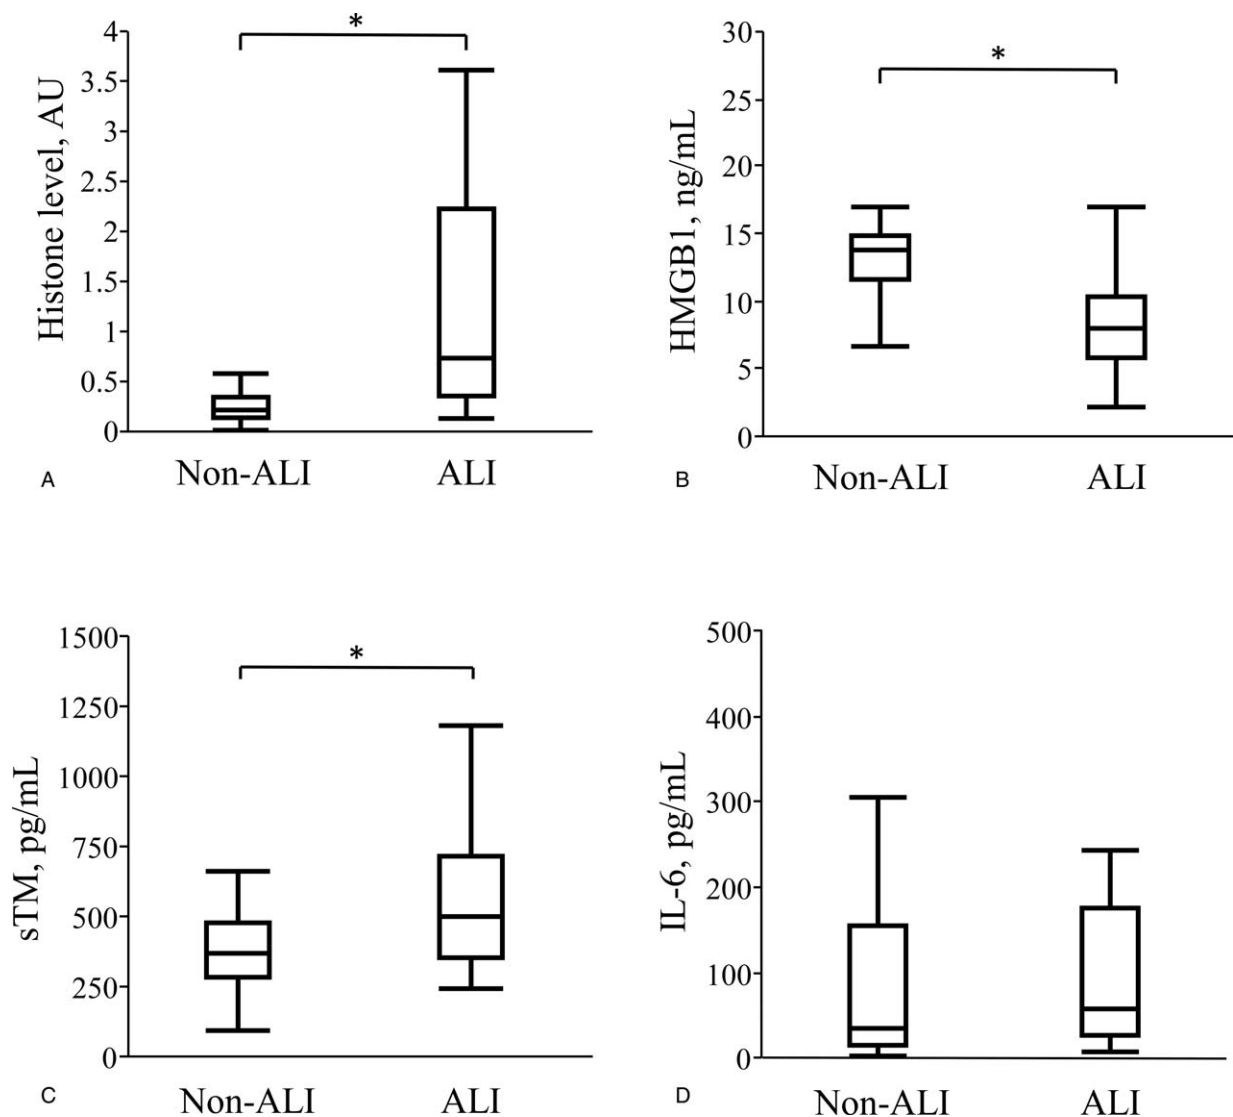 Histone level, AU
4
3.5
3
2.5
2
1.5
1
0.5
0
*
Non-ALI ALI
A
HMGB1, ng/mL
30
25
20
15
10
5
0
*
Non-ALI ALI
B
sTM, pg/mL
1500
1250
1000
750
500
250
0
*
Non-ALI ALI
C
IL-6, pg/mL
500
400
300
200
100
0
Non-ALI ALI
D